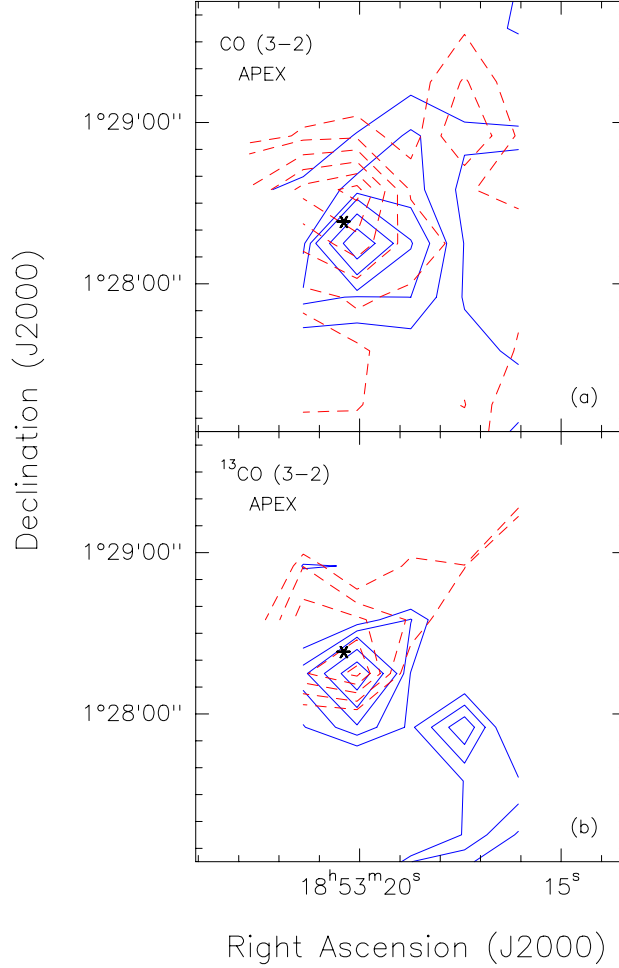 CO (3-2)
APEX
1°29'00''
1°28'00''
(a)
Declination (J2000)
¹³CO (3-2)
APEX
1°29'00''
1°28'00''
(b)
18ʰ53ᵐ20ˢ 15ˢ
Right Ascension (J2000)